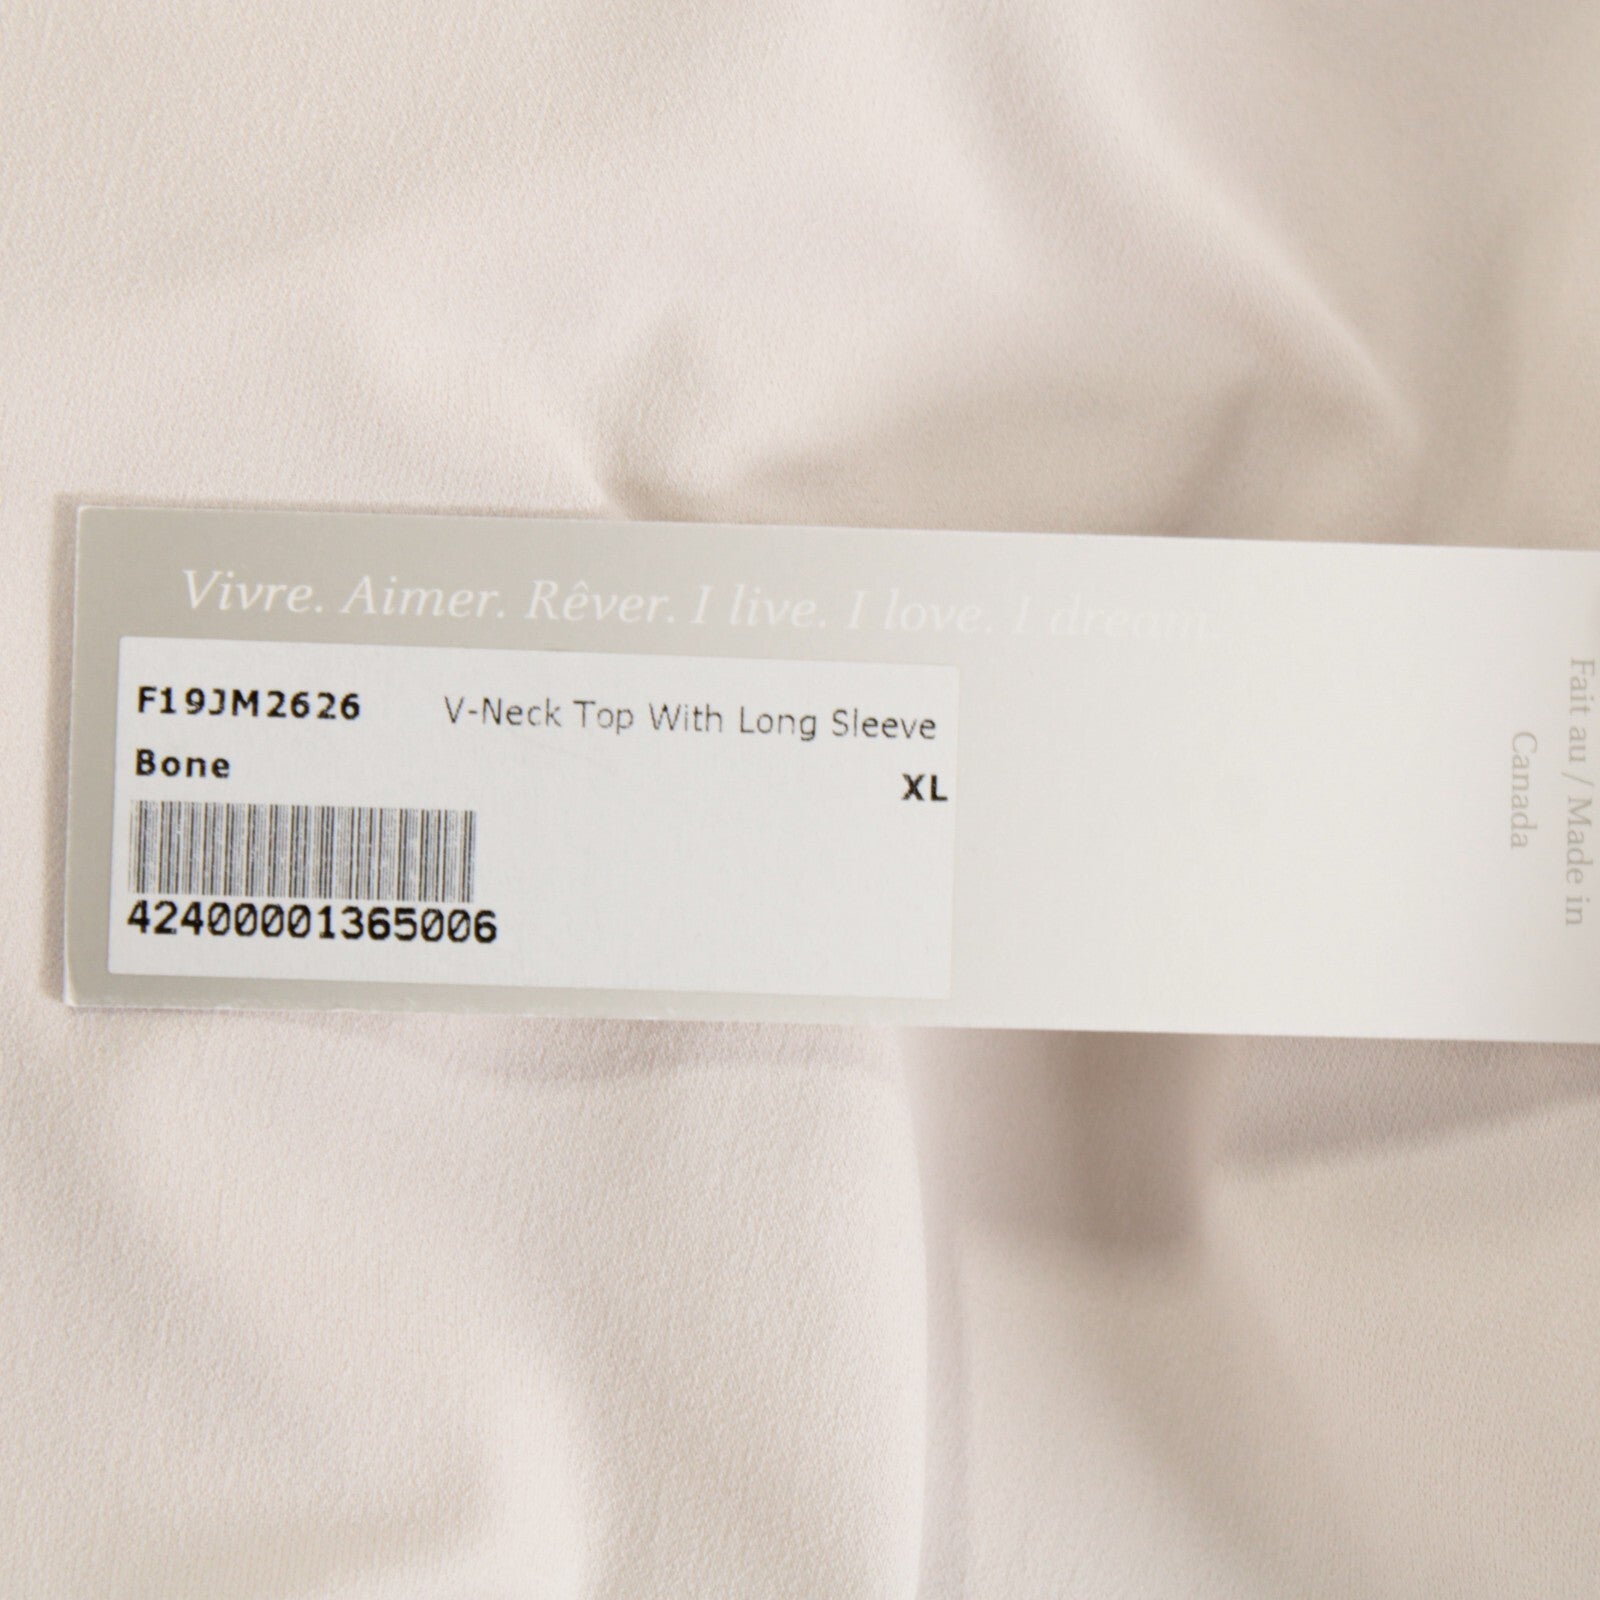 Vivre. Aimer. Rêver. I live. I love. I dream.
F19JM2626 V-Neck Top With Long Sleeve
Bone
XL
42400001365006
Fait au / Made in
Canada